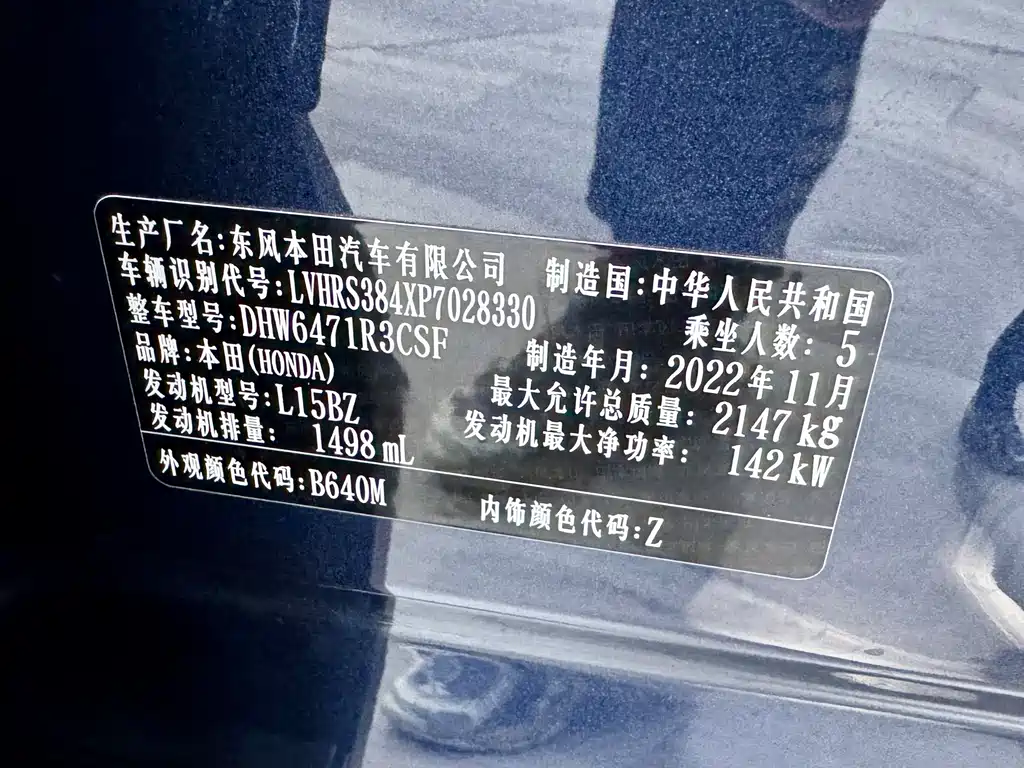 生产厂名:东风本田汽车有限公司 制造国:中华人民共和国
车辆识别代号:LVHRS384XP7028330 乘坐人数: 5
整车型号:DHW6471R3CSF 制造年月: 2022年11月
品牌:本田(HONDA) 最大允许总质量: 2147kg
发动机型号:L15BZ 发动机最大净功率: 142kW
发动机排量: 1498mL
外观颜色代码:B640M 内饰颜色代码:Z